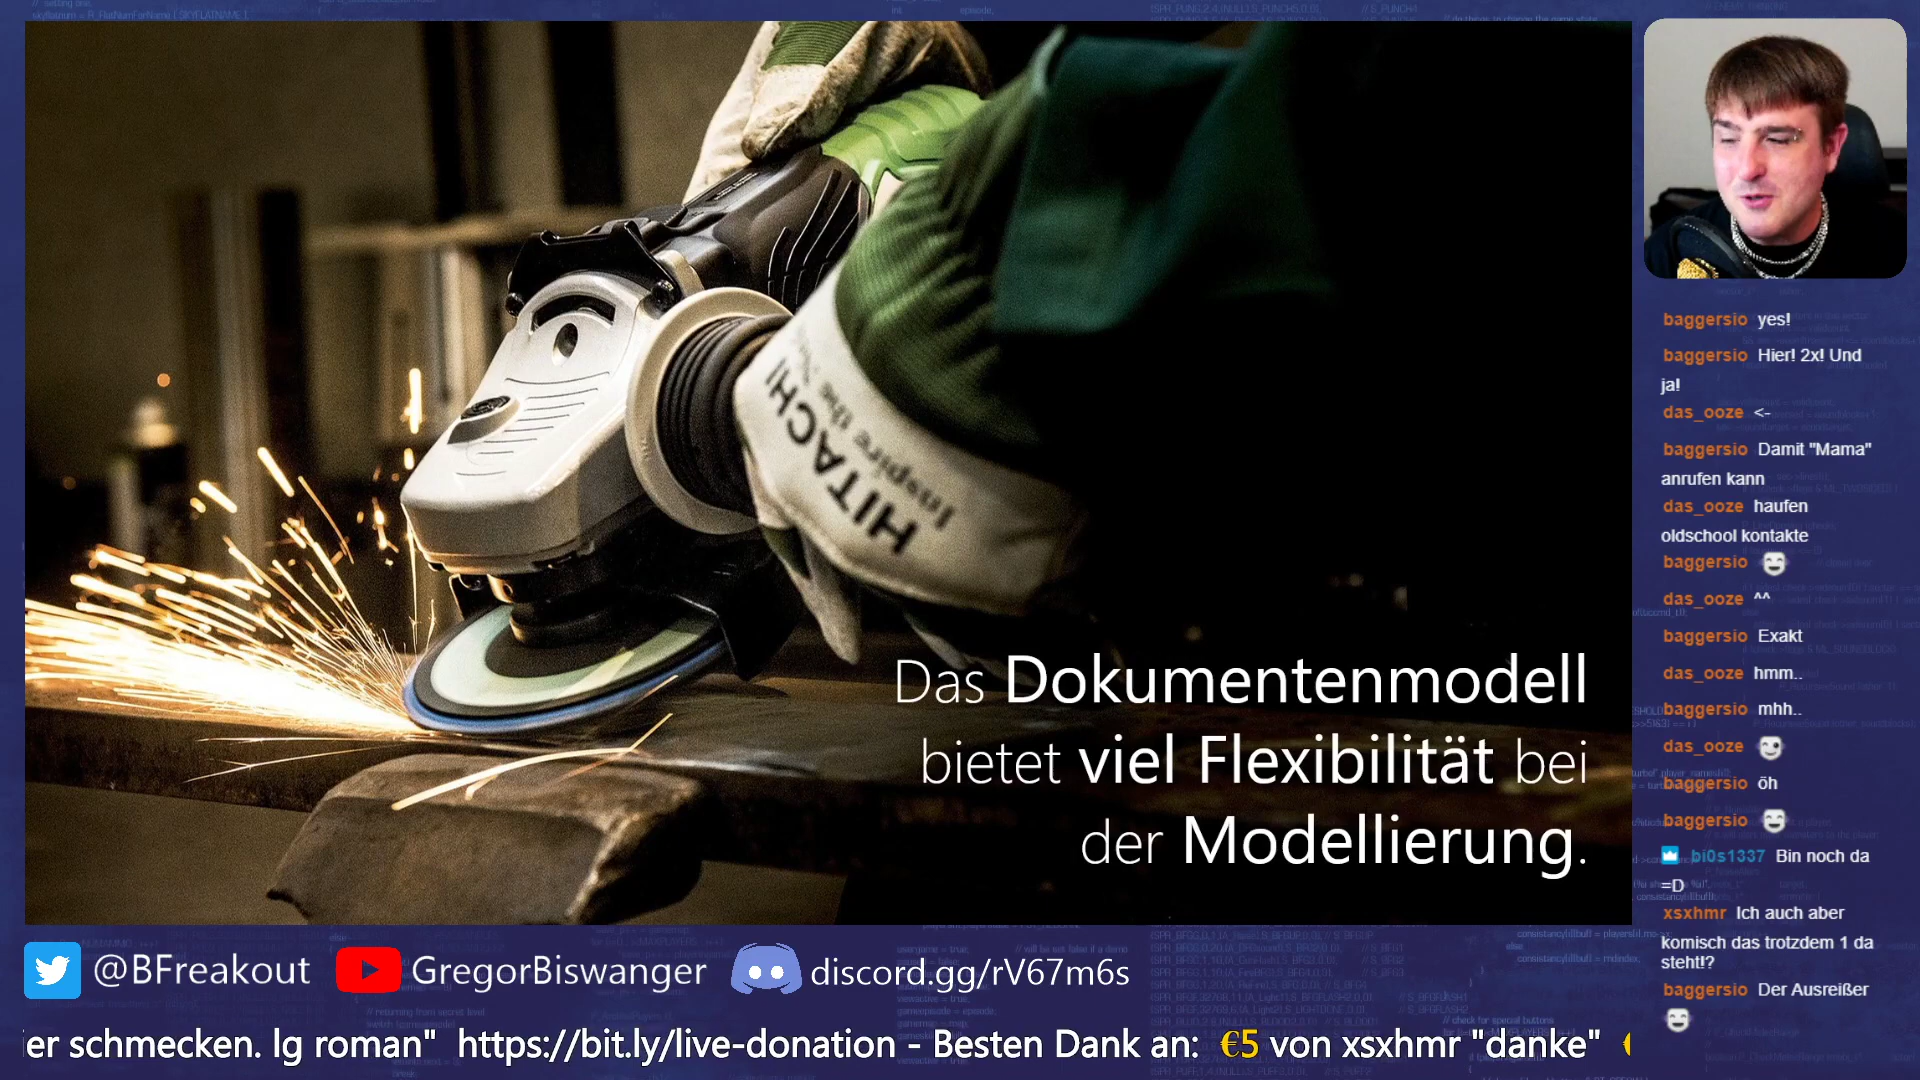 HITACHI
Inspire the
Das Dokumentenmodell
bietet viel Flexibilität bei
der Modellierung.
baggersio yes!
baggersio Hier! 2x! Und
ja!
das_ooze <-
baggersio Damit "Mama"
anrufen kann
das_ooze haufen
oldschool kontakte
baggersio
das_ooze ^^
baggersio Exakt
das_ooze hmm..
baggersio mhh..
das_ooze
baggersio öh
baggersio
bi0s1337 Bin noch da
=D
xsxhmr Ich auch aber
komisch das trotzdem 1 da
steht!?
baggersio Der Ausreißer
@BFreakout GregorBiswanger discord.gg/rV67m6s
er schmecken. lg roman" https://bit.ly/live-donation - Besten Dank an: €5 von xsxhmr "danke"